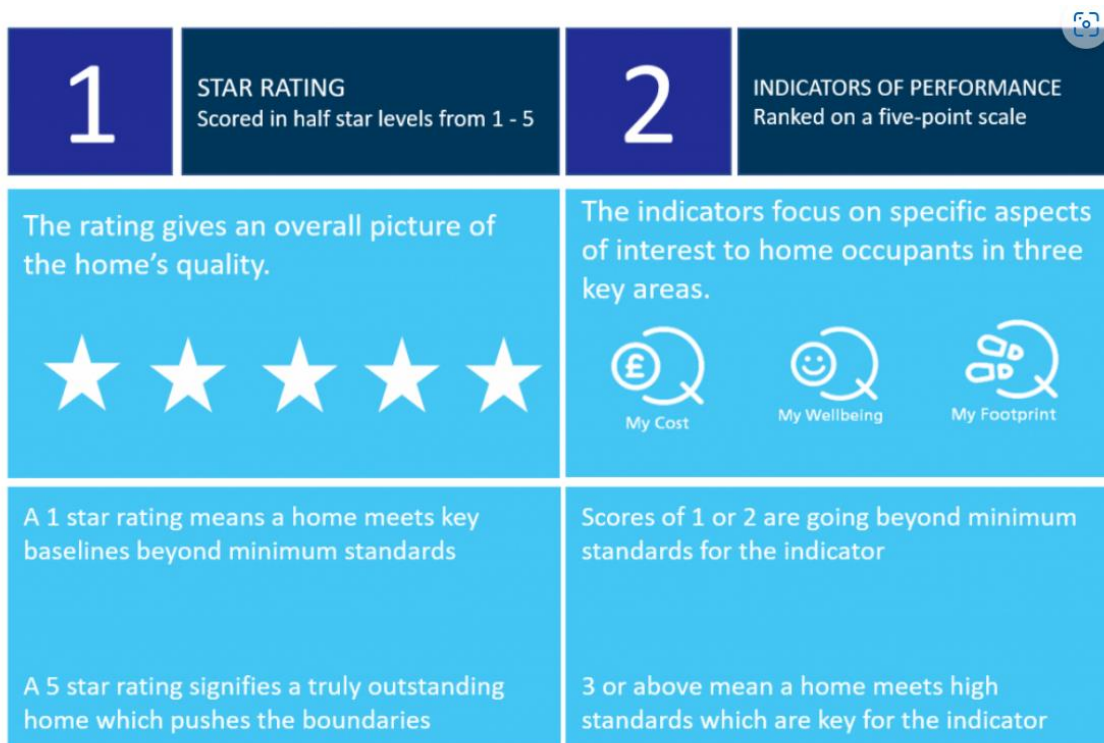 1
STAR RATING
Scored in half star levels from 1 - 5
2
INDICATORS OF PERFORMANCE
Ranked on a five-point scale
The rating gives an overall picture of
the home's quality.
The indicators focus on specific aspects
of interest to home occupants in three
key areas.
£
My Cost
My Wellbeing
My Footprint
A 1 star rating means a home meets key
baselines beyond minimum standards
A 5 star rating signifies a truly outstanding
home which pushes the boundaries
Scores of 1 or 2 are going beyond minimum
standards for the indicator
3 or above mean a home meets high
standards which are key for the indicator